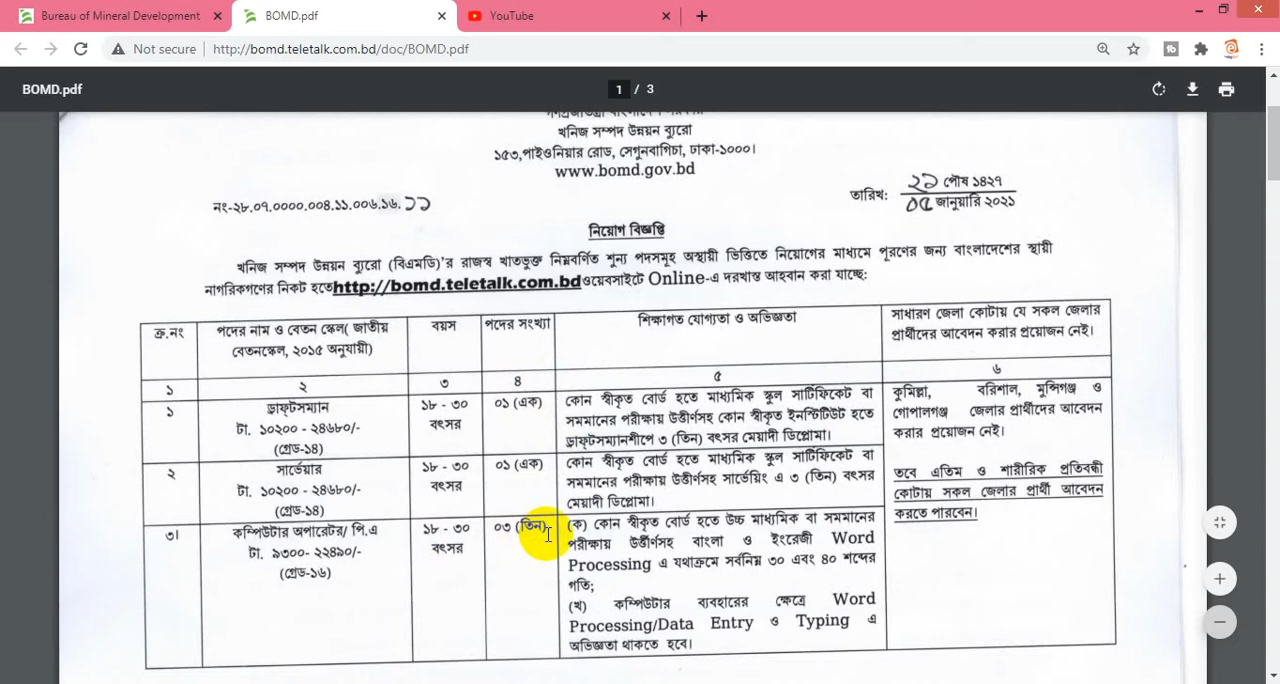 Bureau of Mineral Development
BOMD.pdf
YouTube
Not secure
http://bomd.teletalk.com.bd/doc/BOMD.pdf
BOMD.pdf
1 / 3
খনিজ সম্পদ উন্নয়ন ব্যুরো
১৫৩,পাইওনিয়ার রোড, সেগুনবাগিচা, ঢাকা-১০০০।
www.bomd.gov.bd
নং-২৮.০৭.০০০০.০০৪.১১.০০৬.১৬.১১
তারিখ: ২১ পৌষ ১৪২৭
০৫ জানুয়ারি ২০২১
নিয়োগ বিজ্ঞপ্তি
খনিজ সম্পদ উন্নয়ন ব্যুরো (বিএমডি)'র রাজস্ব খাতভুক্ত নিম্নবর্ণিত শুন্য পদসমূহ অস্থায়ী ভিত্তিতে নিয়োগের মাধ্যমে পূরণের জন্য বাংলাদেশের স্থায়ী
নাগরিকগণের নিকট হতে http://bomd.teletalk.com.bd ওয়েবসাইটে Online-এ দরখাস্ত আহবান করা যাচ্ছে:
ক্র.নং
পদের নাম ও বেতন স্কেল( জাতীয়
বেতনস্কেল, ২০১৫ অনুযায়ী)
বয়স
পদের সংখ্যা
শিক্ষাগত যোগ্যতা ও অভিজ্ঞতা
সাধারণ জেলা কোটায় যে সকল জেলার
প্রার্থীদের আবেদন করার প্রয়োজন নেই।
১
২
৩
৪
৫
৬
১
ড্রাফ্টসম্যান
টা. ১০২০০ - ২৪৬৮০/-
(গ্রেড-১৪)
১৮ - ৩০
বৎসর
০১ (এক)
কোন স্বীকৃত বোর্ড হতে মাধ্যমিক স্কুল সার্টিফিকেট বা
সমমানের পরীক্ষায় উত্তীর্ণসহ কোন স্বীকৃত ইনস্টিটিউট হতে
ড্রাফ্টসম্যানশীপে ৩ (তিন) বৎসর মেয়াদী ডিপ্লোমা।
কুমিল্লা, বরিশাল, মুন্সিগঞ্জ ও
গোপালগঞ্জ জেলার প্রার্থীদের আবেদন
করার প্রয়োজন নেই।
তবে এতিম ও শারীরিক প্রতিবন্ধী
কোটায় সকল জেলার প্রার্থী আবেদন
করতে পারবেন।
২
সার্ভেয়ার
টা. ১০২০০ - ২৪৬৮০/-
(গ্রেড-১৪)
১৮ - ৩০
বৎসর
০১ (এক)
কোন স্বীকৃত বোর্ড হতে মাধ্যমিক স্কুল সার্টিফিকেট বা
সমমানের পরীক্ষায় উত্তীর্ণসহ সার্ভেয়িং এ ৩ (তিন) বৎসর
মেয়াদী ডিপ্লোমা।
৩।
কম্পিউটার অপারেটর/ পি.এ
টা. ৯৩০০- ২২৪৯০/-
(গ্রেড-১৬)
১৮ - ৩০
বৎসর
০৩ (তিন)
(ক) কোন স্বীকৃত বোর্ড হতে উচ্চ মাধ্যমিক বা সমমানের
পরীক্ষায় উর্ত্তীণসহ বাংলা ও ইংরেজী Word
Processing এ যথাক্রমে সর্বনিম্ন ৩০ এবং ৪০ শব্দের
গতি;
(খ) কম্পিউটার ব্যবহারের ক্ষেত্রে Word
Processing/Data Entry ও Typing এ
অভিজ্ঞতা থাকতে হবে।